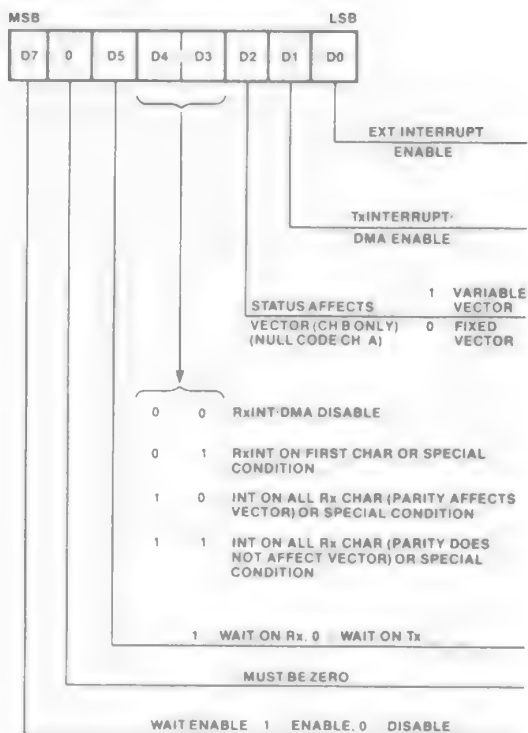 MSB LSB
D7 0 D5 D4 D3 D2 D1 D0
EXT INTERRUPT
ENABLE
TxINTERRUPT·
DMA ENABLE
STATUS AFFECTS
VECTOR (CH B ONLY)
(NULL CODE CH A)
1 VARIABLE
VECTOR
0 FIXED
VECTOR
0 0 RxINT·DMA DISABLE
0 1 RxINT ON FIRST CHAR OR SPECIAL
CONDITION
1 0 INT ON ALL Rx CHAR (PARITY AFFECTS
VECTOR) OR SPECIAL CONDITION
1 1 INT ON ALL Rx CHAR (PARITY DOES
NOT AFFECT VECTOR) OR SPECIAL
CONDITION
1 WAIT ON Rx, 0 WAIT ON Tx
MUST BE ZERO
WAIT ENABLE 1 ENABLE, 0 DISABLE